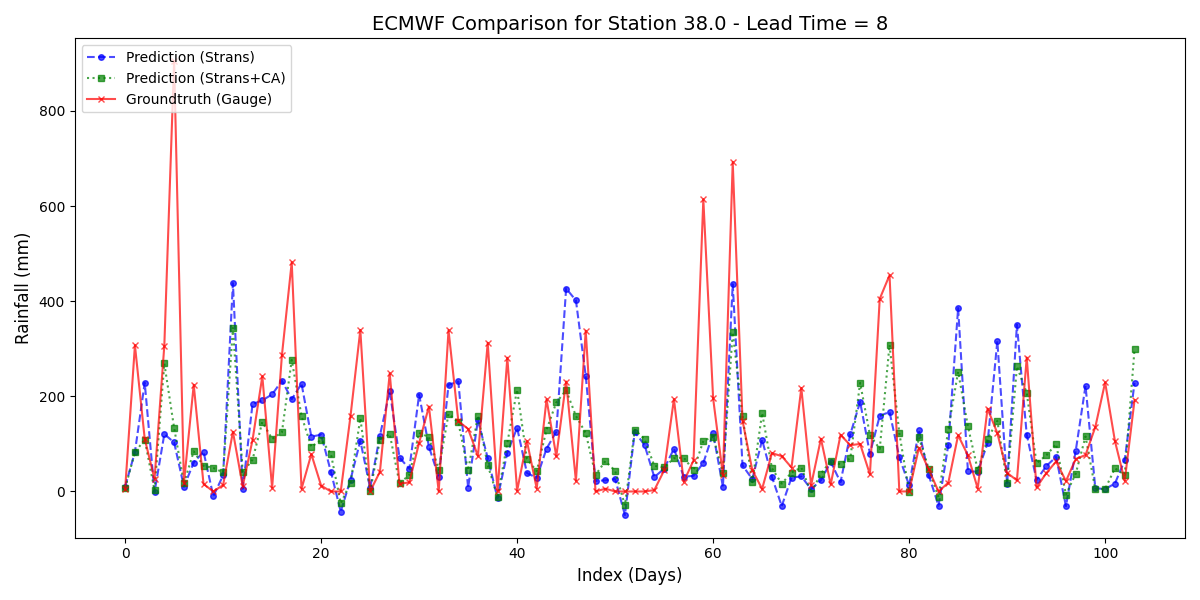 ECMWF Comparison for Station 38.0 - Lead Time = 8
Prediction (Strans)
Prediction (Strans+CA)
Groundtruth (Gauge)
Rainfall (mm)
800
600
400
200
0
0 20 40 60 80 100
Index (Days)